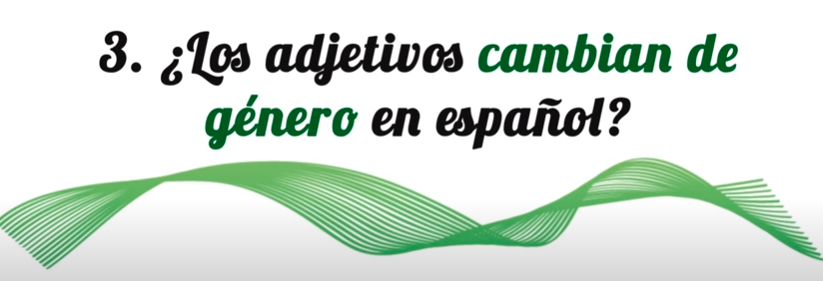 3. ¿Los adjetivos cambian de
género en español?